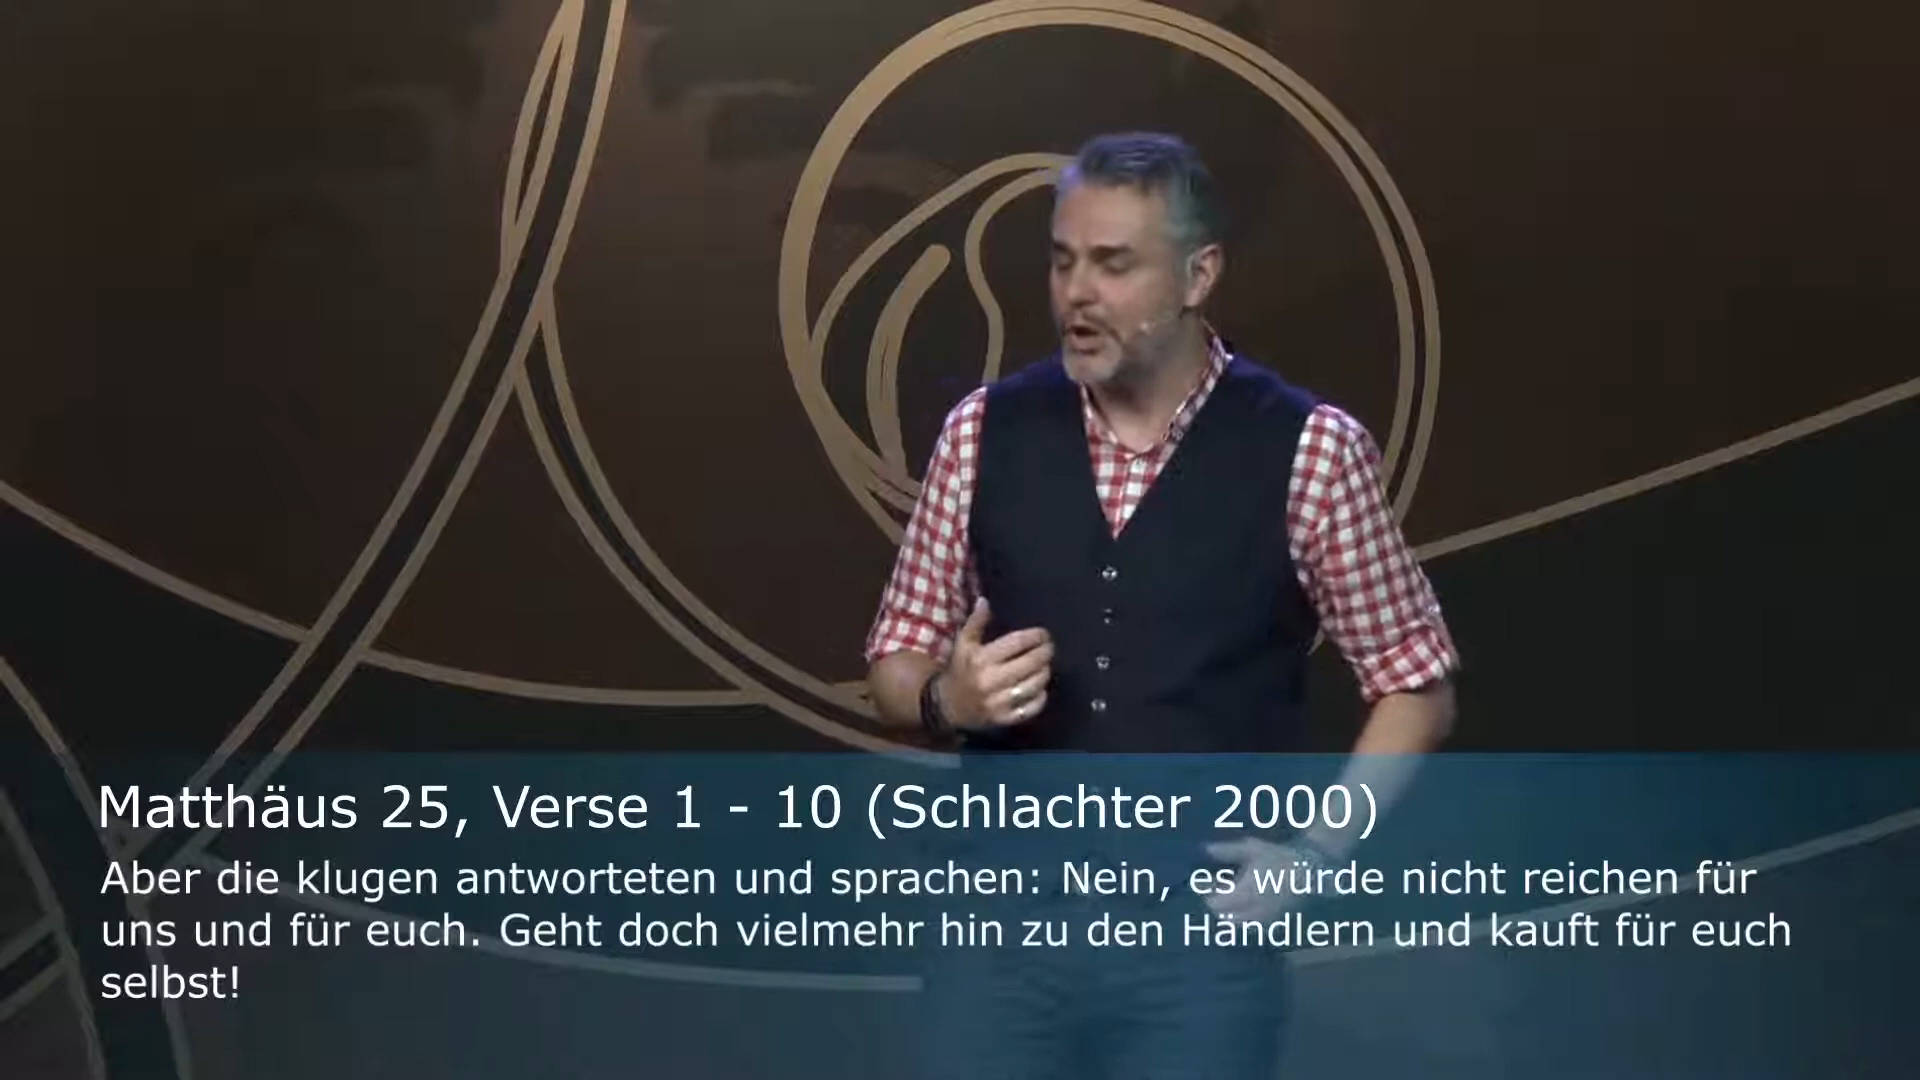 Matthäus 25, Verse 1 - 10 (Schlachter 2000)
Aber die klugen antworteten und sprachen: Nein, es würde nicht reichen für
uns und für euch. Geht doch vielmehr hin zu den Händlern und kauft für euch
selbst!